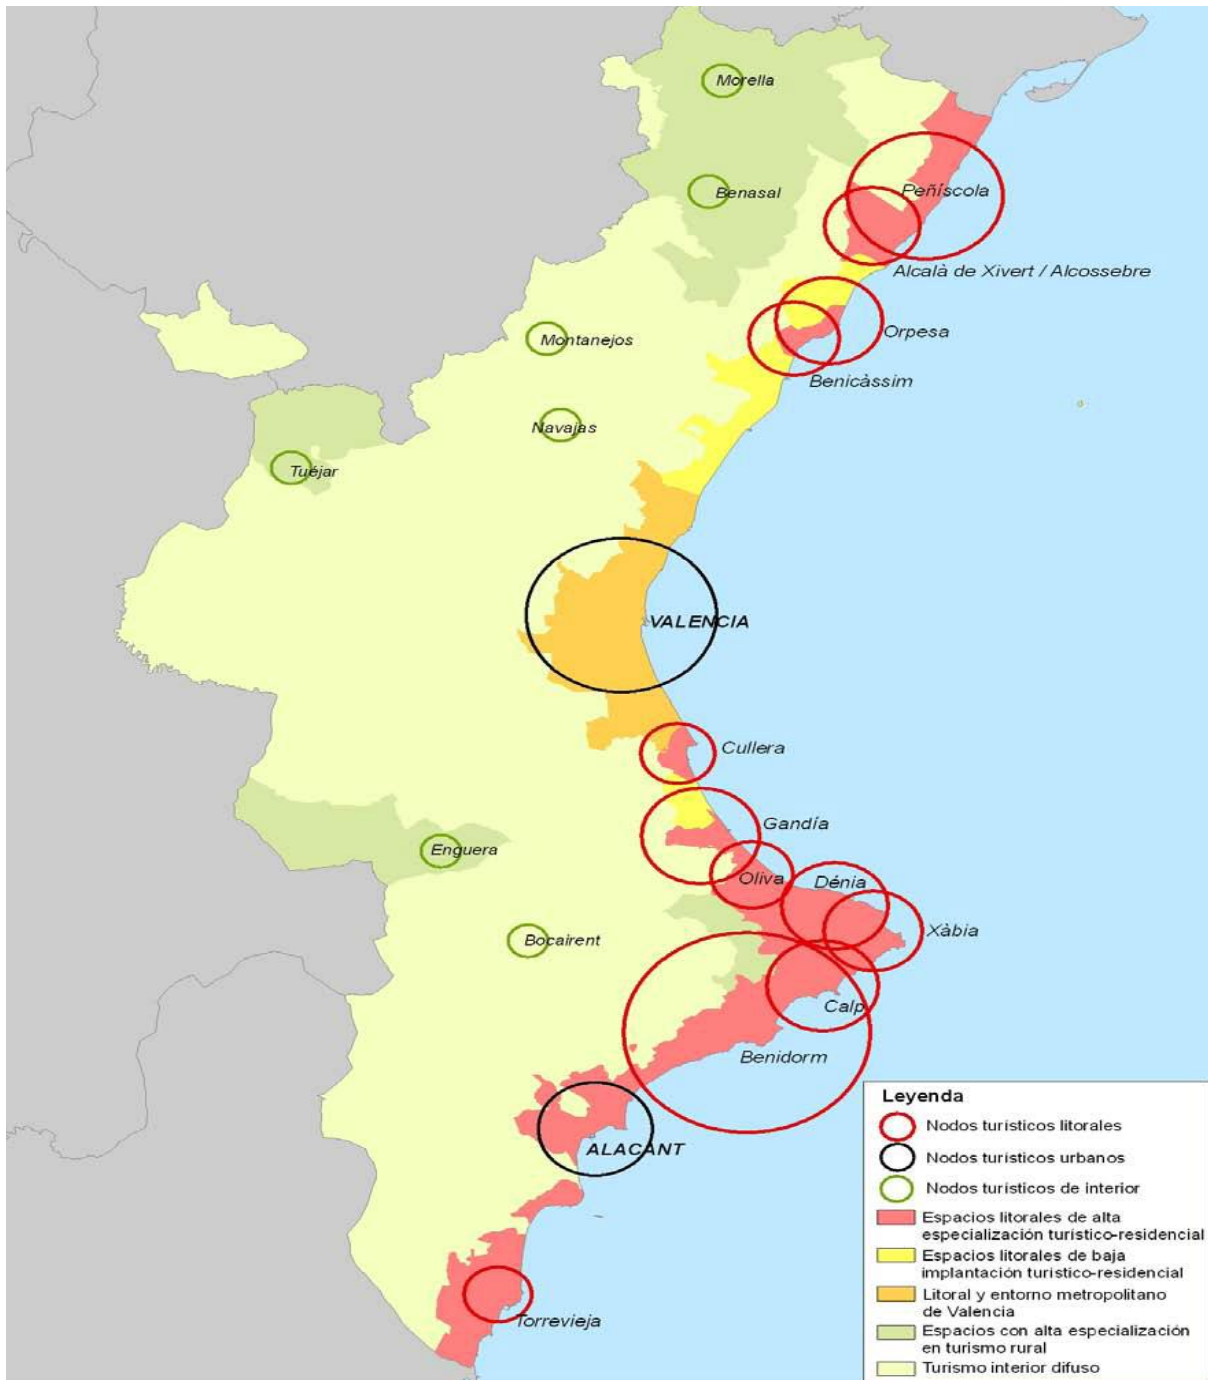 Morella
Benasal
Peñíscola
Alcalà de Xivert / Alcossebre
Orpesa
Montanejos
Benicàssim
Navajas
Tuéjar
VALENCIA
Cullera
Gandía
Enguera
Oliva
Dénia
Xàbia
Bocairent
Calp
Benidorm
ALACANT
Torrevieja
Leyenda
Nodos turísticos litorales
Nodos turísticos urbanos
Nodos turísticos de interior
Espacios litorales de alta
especialización turístico-residencial
Espacios litorales de baja
implantación turístico-residencial
Litoral y entorno metropolitano
de Valencia
Espacios con alta especialización
en turismo rural
Turismo interior difuso